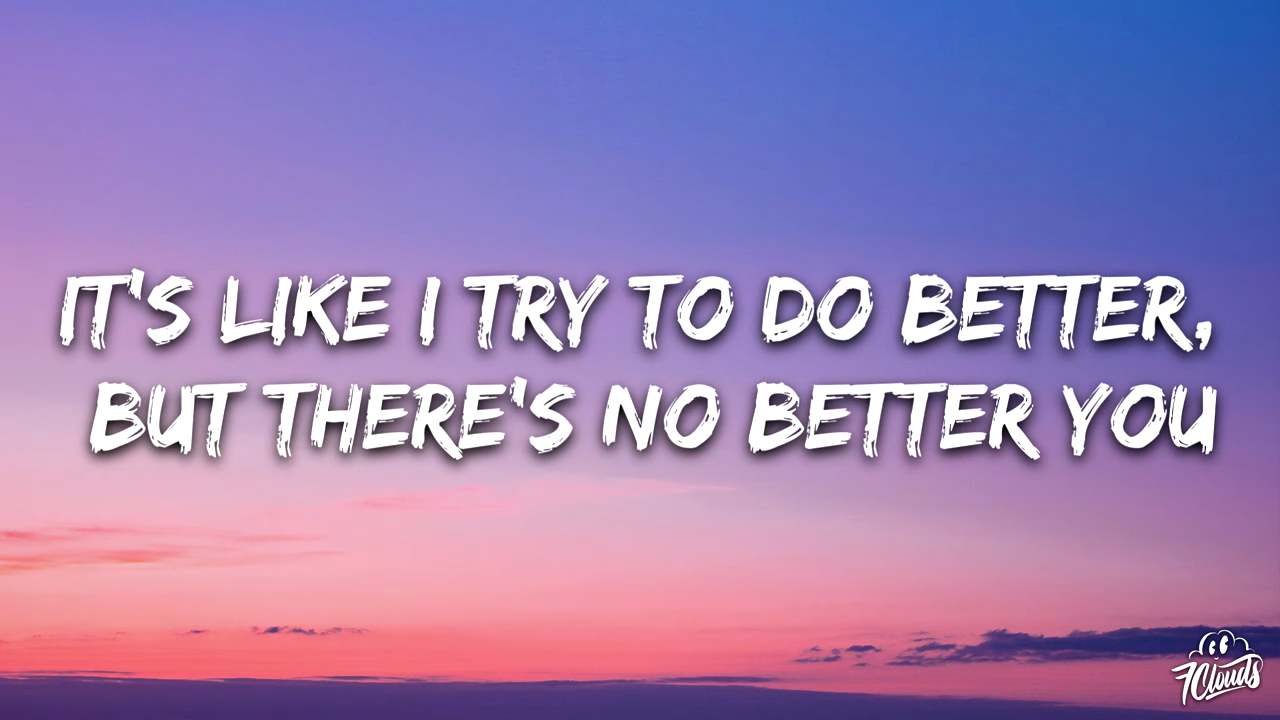 IT'S LIKE I TRY TO DO BETTER,
BUT THERE'S NO BETTER YOU
7Clouds